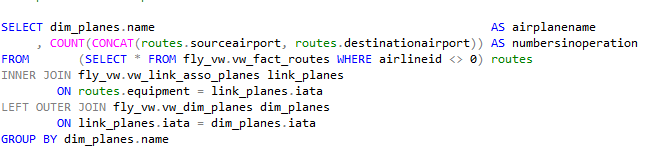 SELECT dim_planes.name AS airplanename
, COUNT(CONCAT(routes.sourceairport, routes.destinationairport)) AS numbersinoperation
FROM (SELECT * FROM fly_vw.vw_fact_routes WHERE airlineid <> 0) routes
INNER JOIN fly_vw.vw_link_asso_planes link_planes
ON routes.equipment = link_planes.iata
LEFT OUTER JOIN fly_vw.vw_dim_planes dim_planes
ON link_planes.iata = dim_planes.iata
GROUP BY dim_planes.name